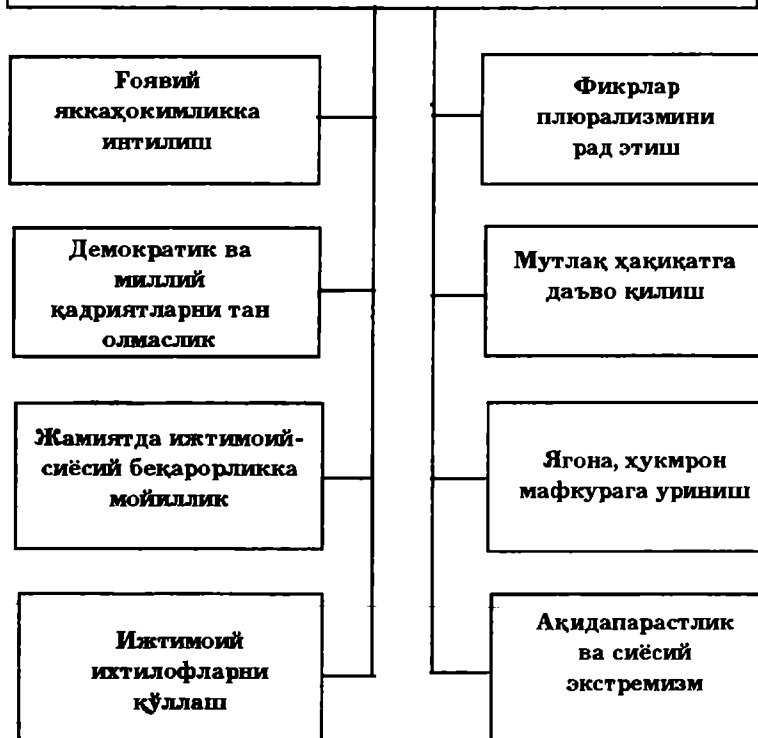 Ғоявий
яккаҳокимликка
интилиш
Фикрлар
плюрализмини
рад этиш
Демократик ва
миллий
қадриятларни тан
олмаслик
Мутлақ ҳақиқатга
даъво қилиш
Жамиятда ижтимоий-
сиёсий беқарорликка
мойиллик
Ягона, ҳукмрон
мафкурага уриниш
Ижтимоий
ихтилофларни
қўллаш
Ақидапарастлик
ва сиёсий
экстремизм